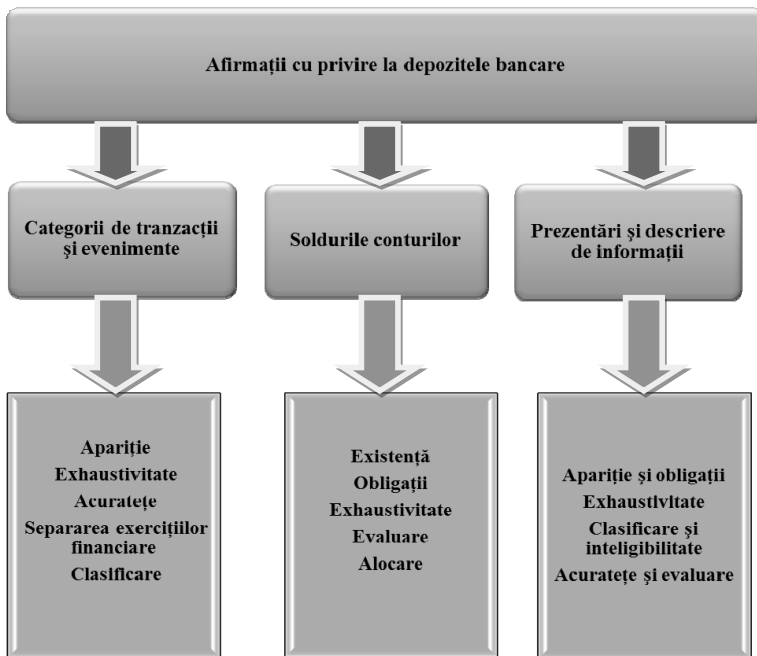 Afirmații cu privire la depozitele bancare
Categorii de tranzacții
şi evenimente
Soldurile conturilor
Prezentări și descriere
de informații
Apariție
Exhaustivitate
Acuratețe
Separarea exercițiilor
financiare
Clasificare
Existență
Obligații
Exhaustivitate
Evaluare
Alocare
Apariție și obligații
Exhaustivitate
Clasificare și
inteligibilitate
Acuratețe și evaluare